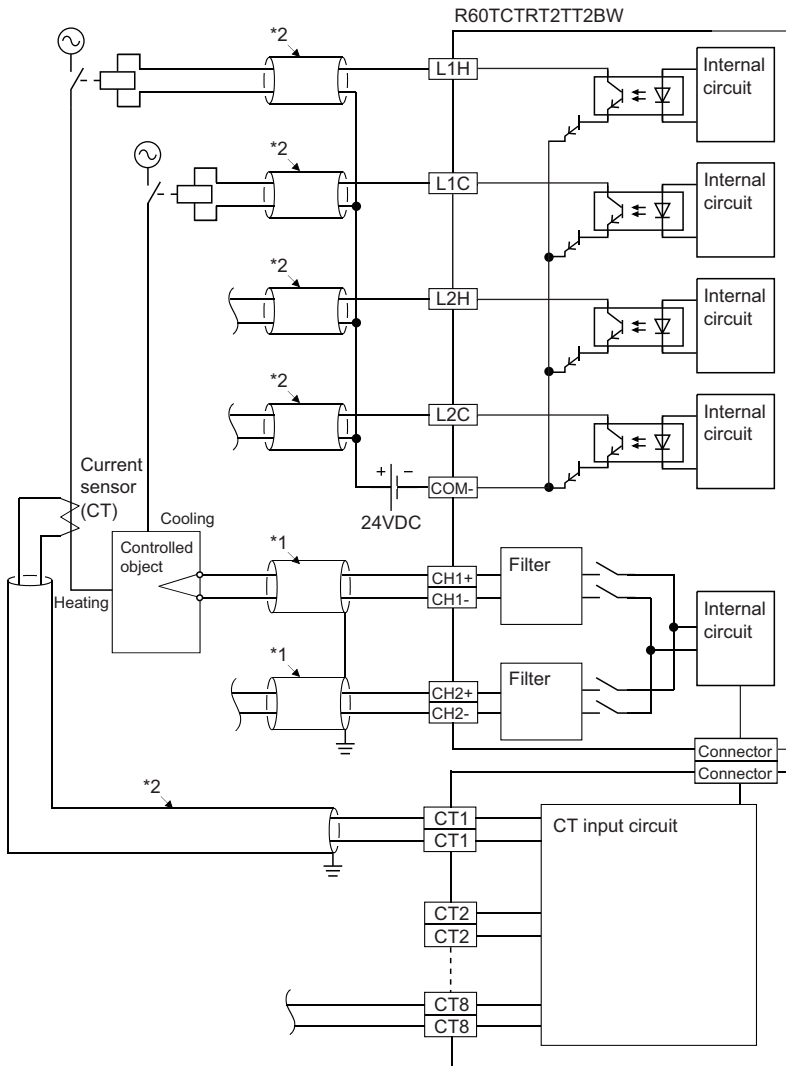 R60TCTRT2TT2BW
*2
L1H
Internal
circuit
*2
L1C
Internal
circuit
*2
L2H
Internal
circuit
*2
L2C
Internal
circuit
+
−
COM-
24VDC
Current
sensor
(CT)
Cooling
Controlled
object
Heating
*1
CH1+
CH1-
Filter
Internal
circuit
*1
CH2+
CH2-
Filter
Connector
Connector
*2
CT1
CT1
CT input circuit
CT2
CT2
CT8
CT8